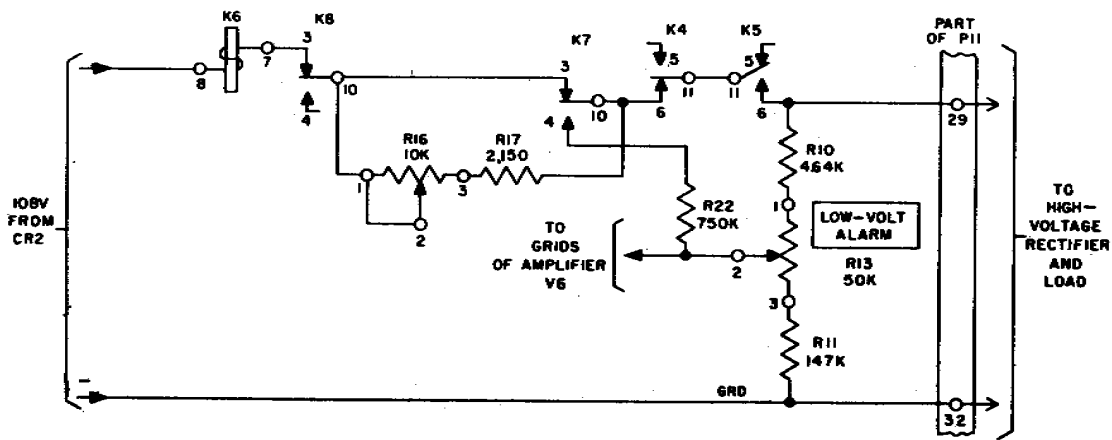 K6
K8
K7
K4
K5
PART
OF P11
3
7
8
10
4
3
4
10
5
11
6
5
11
6
29
R16
10K
R17
2,150
1
3
2
R10
464K
108V
FROM
CR2
R22
750K
1
LOW-VOLT
ALARM
TO
GRIDS
OF AMPLIFIER
V6
2
R13
50K
3
R11
147K
TO
HIGH-
VOLTAGE
RECTIFIER
AND
LOAD
–
GRD
32